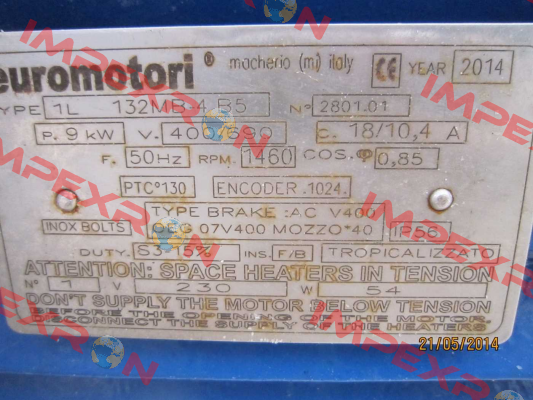 euromotori ® macherio (mi) italy CE YEAR 2014
TYPE 1L 132MB 4 B5 N° 2801.01
P. 9 kW V. 400/690 C. 18/10,4 A
F. 50Hz RPM. 1460 COS.φ 0,85
PTC°130 ENCODER .1024.
TYPE BRAKE :AC V400
INOX BOLTS 07V400 MOZZO*40 IP56
DUTY. S3-15% INS. F/B TROPICALIZZATO
ATTENTION: SPACE HEATERS IN TENSION
N° 1 V 230 W 54
DON'T SUPPLY THE MOTOR BELOW TENSION
BEFORE THE OPENING OF THE MOTOR
DISCONNECT THE SUPPLY OF THE HEATERS
21/05/2014
IMPEXRON